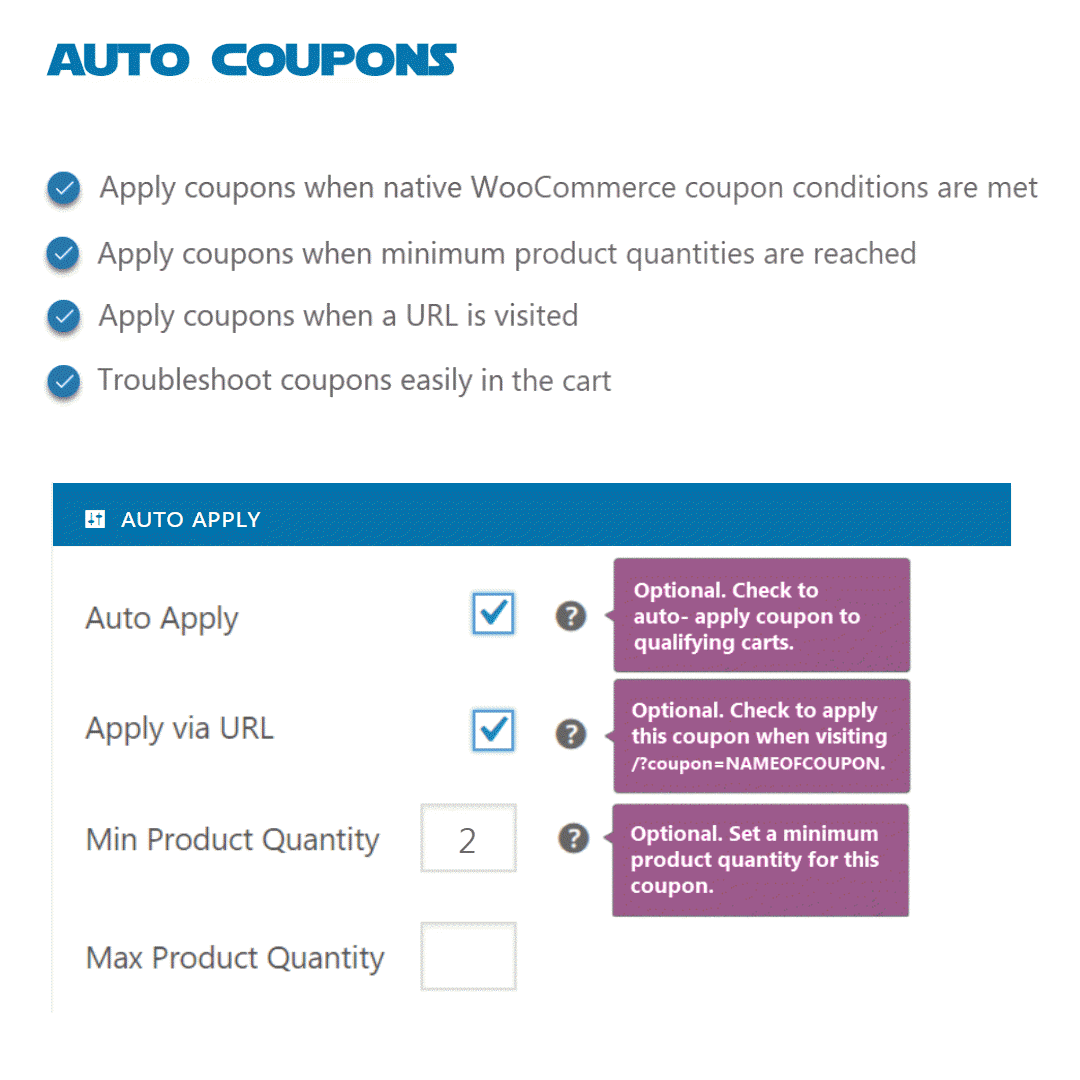 AUTO COUPONS
Apply coupons when native WooCommerce coupon conditions are met
Apply coupons when minimum product quantities are reached
Apply coupons when a URL is visited
Troubleshoot coupons easily in the cart
AUTO APPLY
Auto Apply
?
Optional. Check to
auto- apply coupon to
qualifying carts.
Apply via URL
?
Optional. Check to apply
this coupon when visiting
/?coupon=NAMEOFCOUPON.
Min Product Quantity
2
?
Optional. Set a minimum
product quantity for this
coupon.
Max Product Quantity